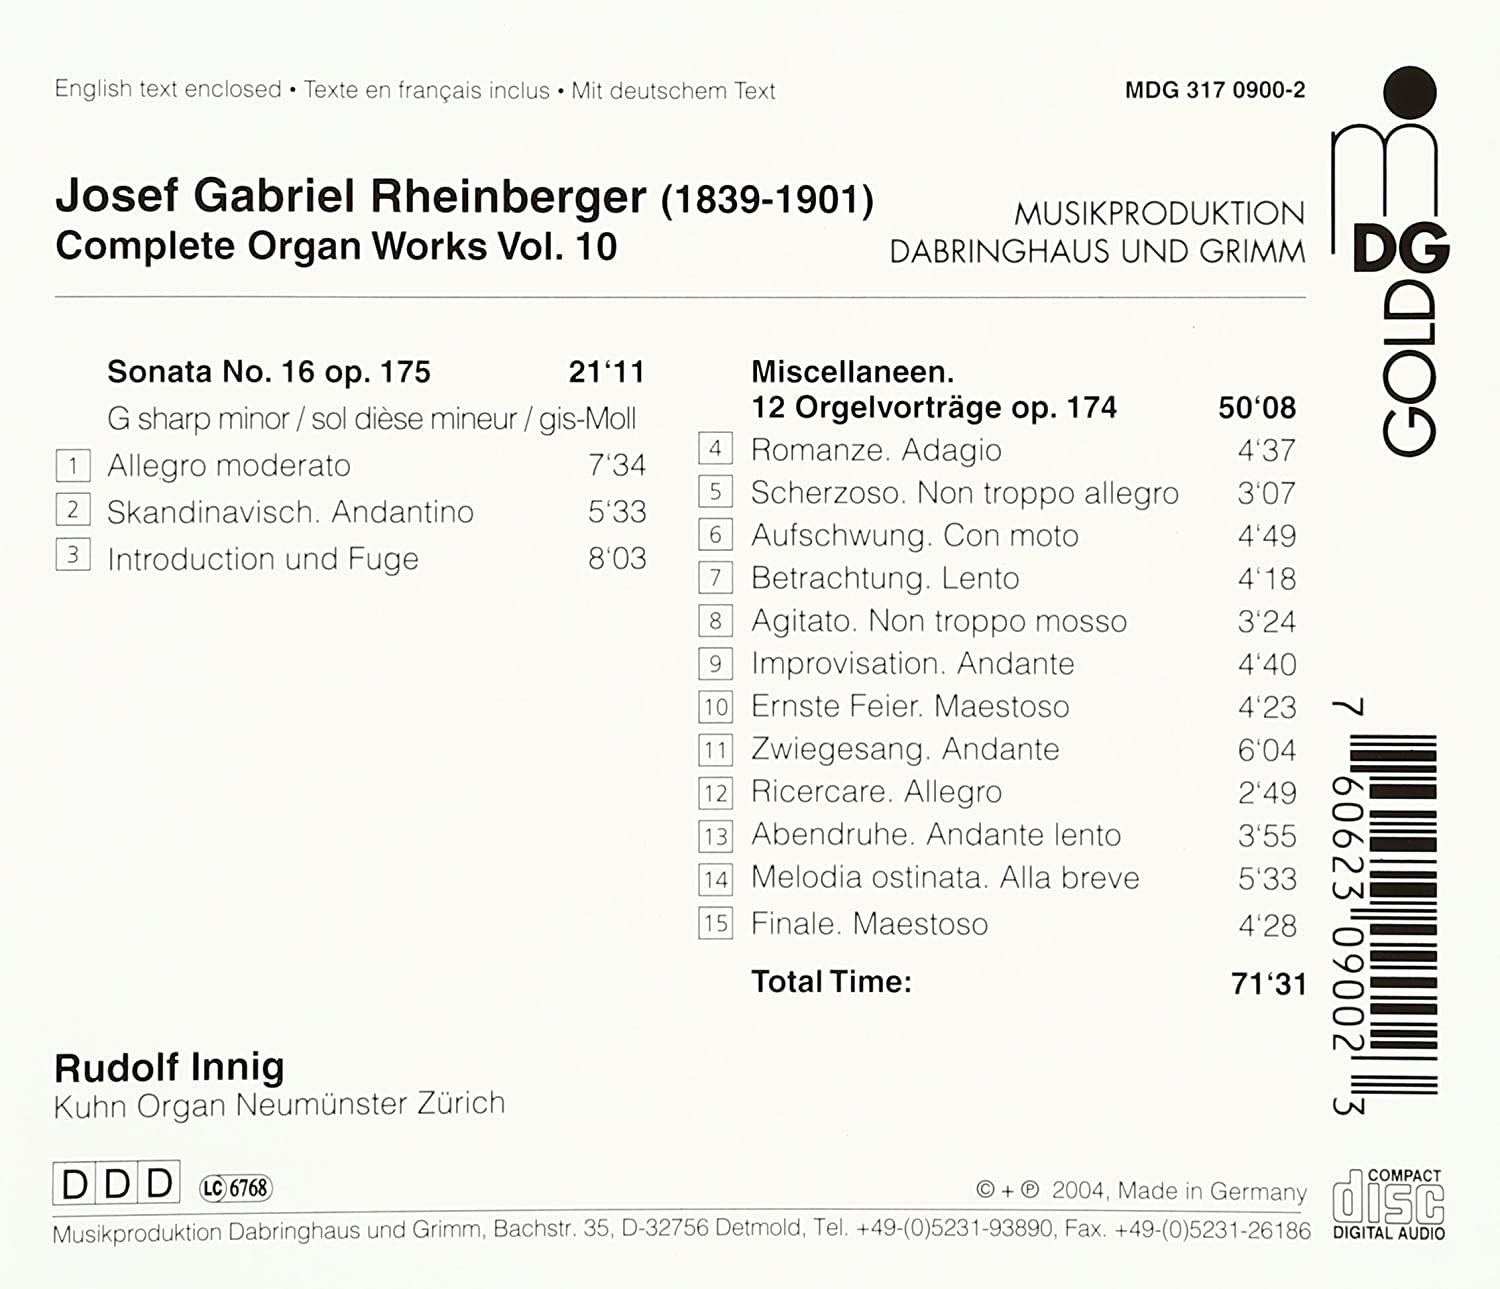 English text enclosed • Texte en français inclus • Mit deutschem Text
MDG 317 0900-2
Josef Gabriel Rheinberger (1839-1901)
Complete Organ Works Vol. 10
MUSIKPRODUKTION
DABRINGHAUS UND GRIMM
m
DG
GOLD
Sonata No. 16 op. 175 21‘11
G sharp minor / sol dièse mineur / gis-Moll
1 Allegro moderato 7‘34
2 Skandinavisch. Andantino 5‘33
3 Introduction und Fuge 8‘03
Miscellaneen.
12 Orgelvorträge op. 174 50‘08
4 Romanze. Adagio 4‘37
5 Scherzoso. Non troppo allegro 3‘07
6 Aufschwung. Con moto 4‘49
7 Betrachtung. Lento 4‘18
8 Agitato. Non troppo mosso 3‘24
9 Improvisation. Andante 4‘40
10 Ernste Feier. Maestoso 4‘23
11 Zwiegesang. Andante 6‘04
12 Ricercare. Allegro 2‘49
13 Abendruhe. Andante lento 3‘55
14 Melodia ostinata. Alla breve 5‘33
15 Finale. Maestoso 4‘28
Total Time: 71‘31
7 60623 09002 3
Rudolf Innig
Kuhn Organ Neumünster Zürich
DDD LC 6768
© + ℗ 2004, Made in Germany
Musikproduktion Dabringhaus und Grimm, Bachstr. 35, D-32756 Detmold, Tel. +49-(0)5231-93890, Fax. +49-(0)5231-26186
COMPACT
disc
DIGITAL AUDIO